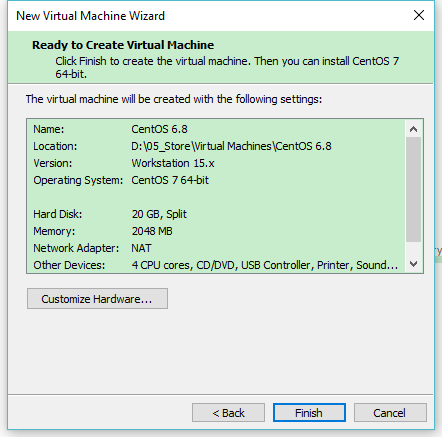 New Virtual Machine Wizard
Ready to Create Virtual Machine
Click Finish to create the virtual machine. Then you can install CentOS 7
64-bit.
The virtual machine will be created with the following settings:
Name: CentOS 6.8
Location: D:\05_Store\Virtual Machines\CentOS 6.8
Version: Workstation 15.x
Operating System: CentOS 7 64-bit
Hard Disk: 20 GB, Split
Memory: 2048 MB
Network Adapter: NAT
Other Devices: 4 CPU cores, CD/DVD, USB Controller, Printer, Sound...
Customize Hardware...
< Back Finish Cancel